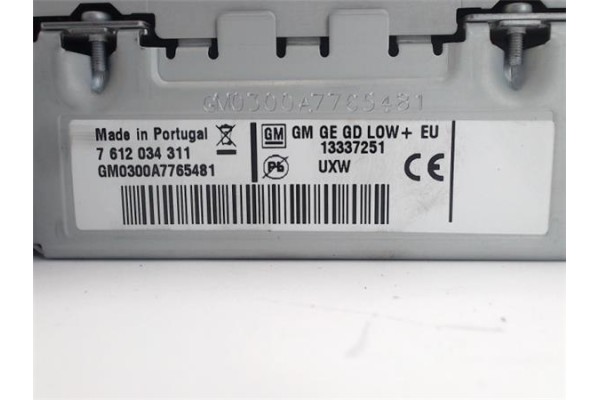 GM0300A7765481
Made in Portugal
7 612 034 311
GM0300A7765481
GM GM GE GD LOW+ EU
13337251
Pb UXW
CE